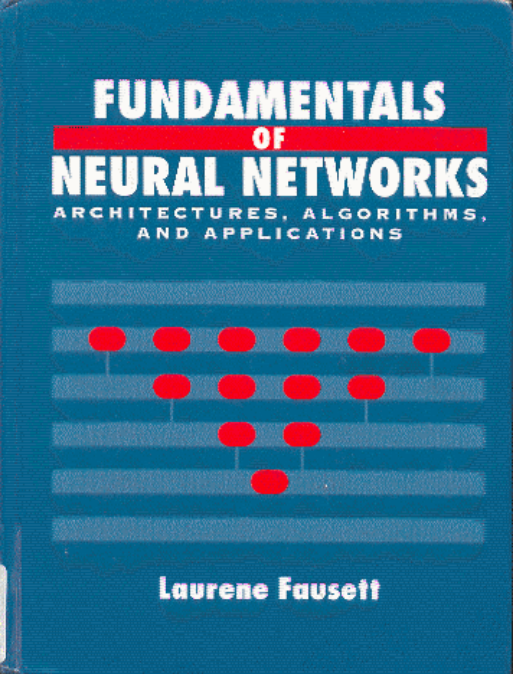 FUNDAMENTALS
OF
NEURAL NETWORKS
ARCHITECTURES, ALGORITHMS,
AND APPLICATIONS
Laurene Fausett